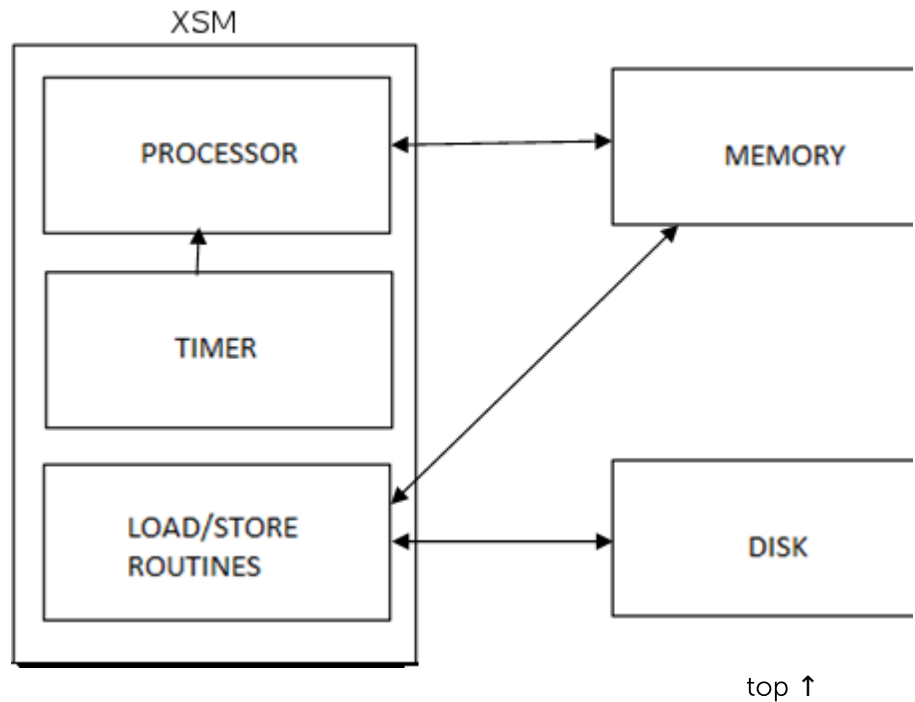 XSM
PROCESSOR
MEMORY
TIMER
LOAD/STORE
ROUTINES
DISK
top ↑